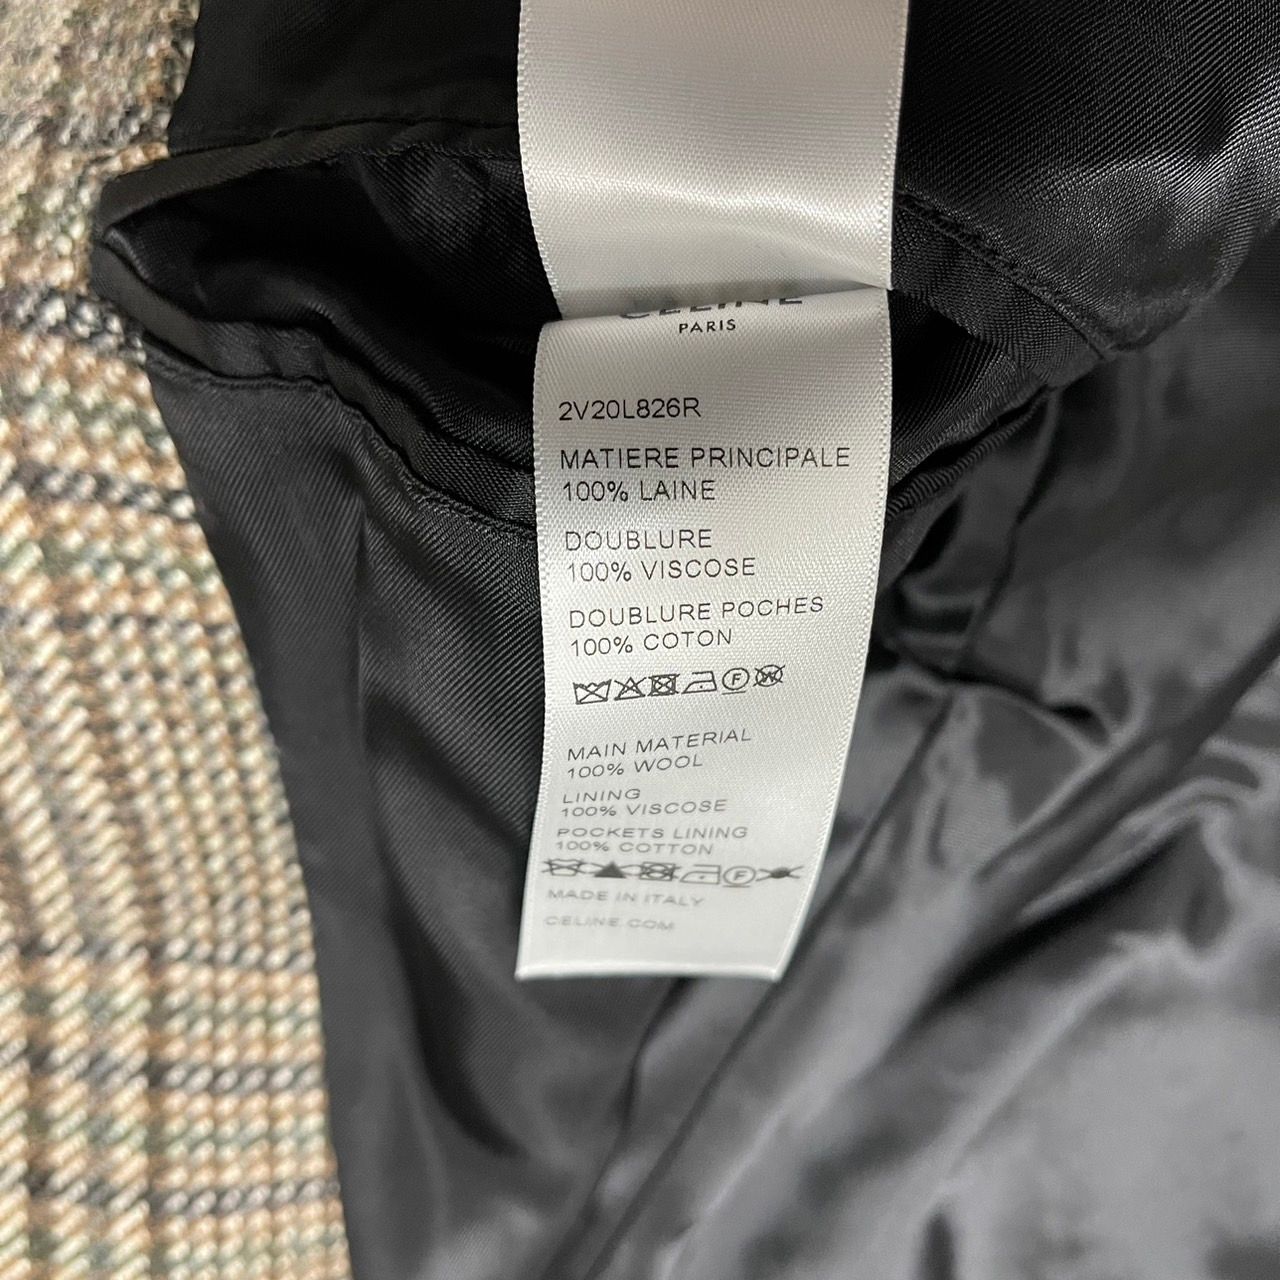 CELINE
PARIS
2V20L826R
MATIERE PRINCIPALE
100% LAINE
DOUBLURE
100% VISCOSE
DOUBLURE POCHES
100% COTON
F W
MAIN MATERIAL
100% WOOL
LINING
100% VISCOSE
POCKETS LINING
100% COTTON
F
MADE IN ITALY
CELINE.COM